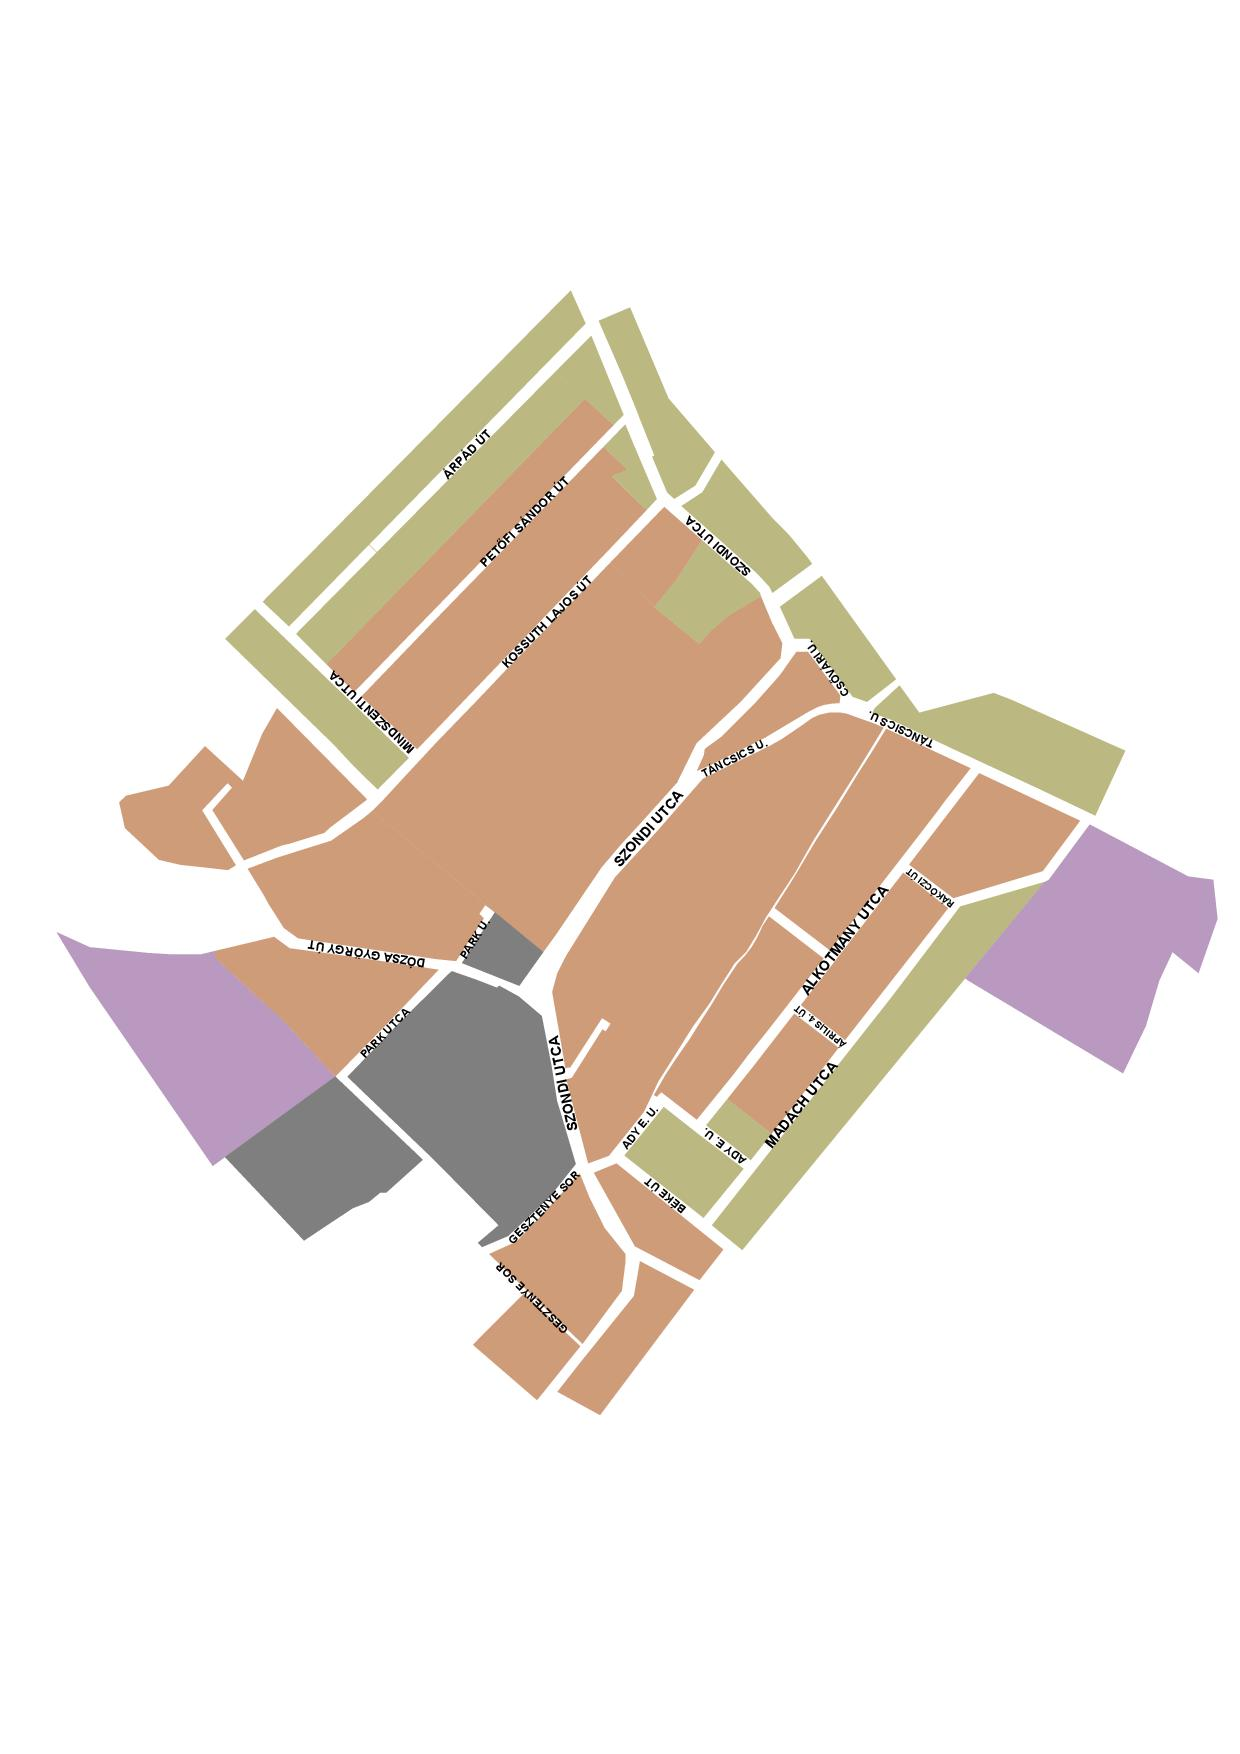 ÁRPÁD ÚT
PETŐFI SÁNDOR ÚT
SZONDI UTCA
KOSSUTH LAJOS ÚT
MINDSZENTI UTCA
CSŐVÁRI U.
TÁNCSICS U.
TÁNCSICS U.
SZONDI UTCA
RÁKÓCZI ÚT
ALKOTMÁNY UTCA
PARK U.
DÓZSA GYÖRGY ÚT
PARK UTCA
ÁPRILIS 4. ÚT
SZONDI UTCA
MADÁCH UTCA
ADY E. U.
ADY E. U.
BÉKE ÚT
GESZTENYE SOR
GESZTENYE SOR